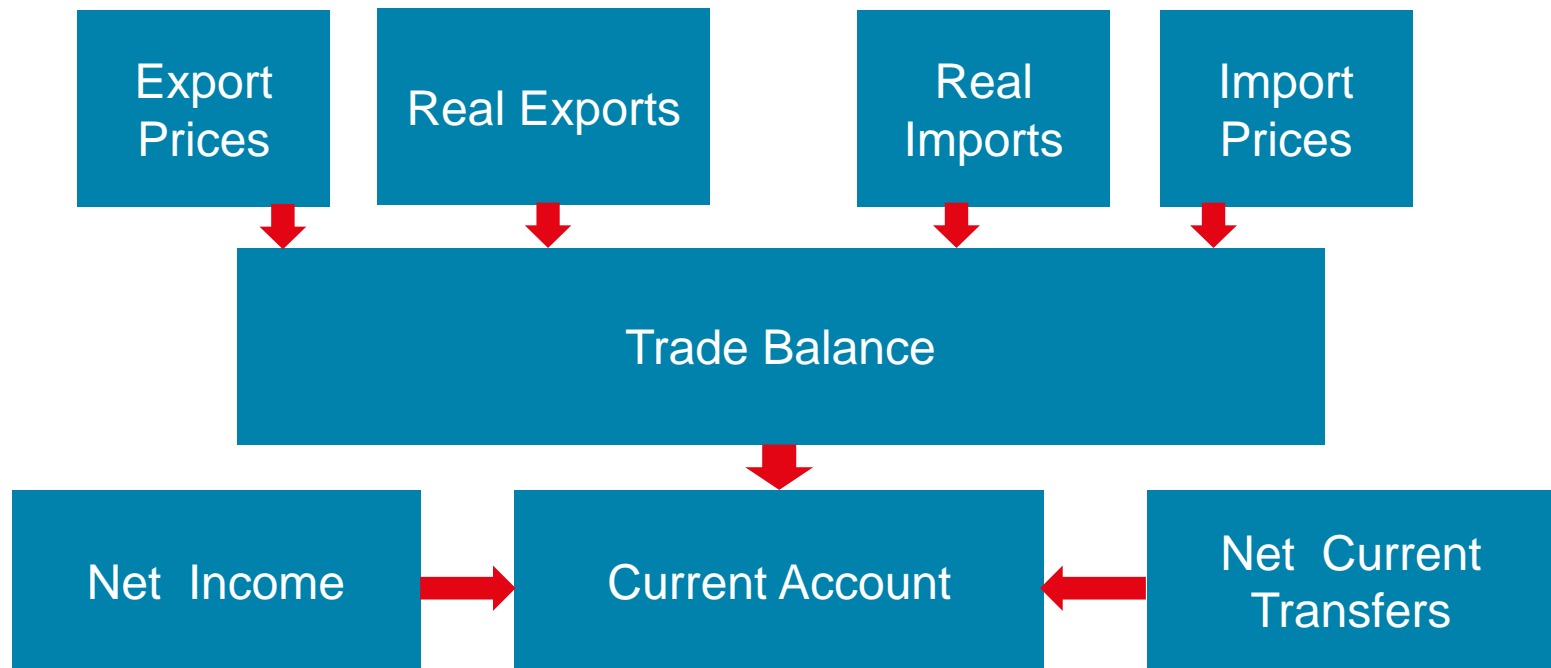 Export
Prices
Real Exports
Real
Imports
Import
Prices
Trade Balance
Net  Income
Current Account
Net  Current
Transfers